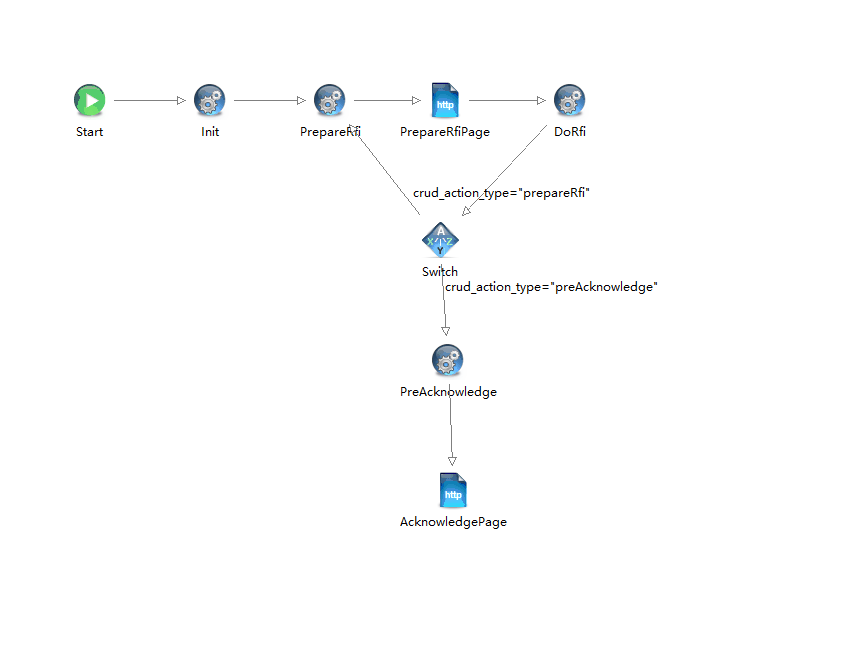 http
Start
Init
PrepareRfi
PrepareRfiPage
DoRfi
crud_action_type="prepareRfi"
A
X Z
Y
Switch
crud_action_type="preAcknowledge"
PreAcknowledge
http
AcknowledgePage